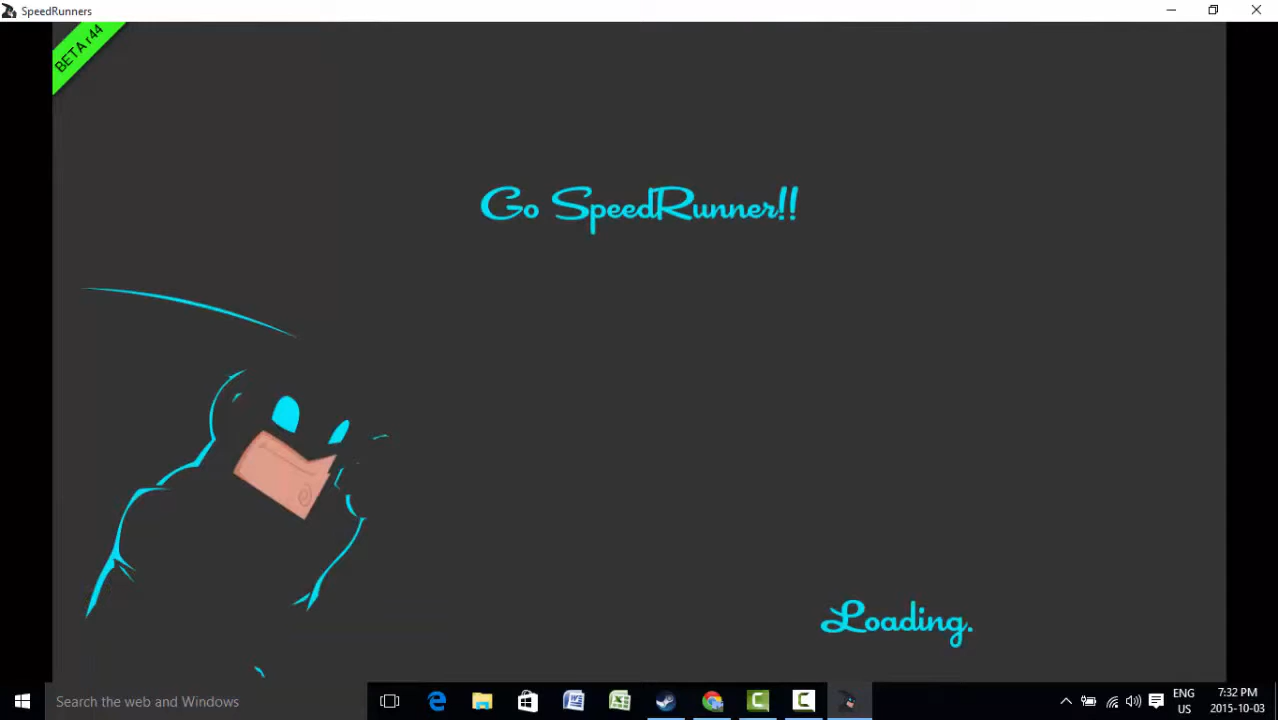 SpeedRunners
BETA r44
Go SpeedRunner!!
Loading.
Search the web and Windows
ENG
US
7:32 PM
2015-10-03